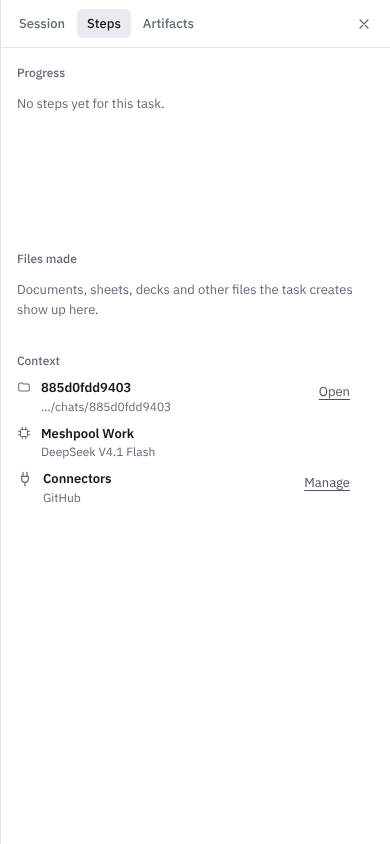 Session
Steps
Artifacts
Progress
No steps yet for this task.
Files made
Documents, sheets, decks and other files the task creates
show up here.
Context
885d0fdd9403
Open
.../chats/885d0fdd9403
Meshpool Work
DeepSeek V4.1 Flash
Connectors
Manage
GitHub